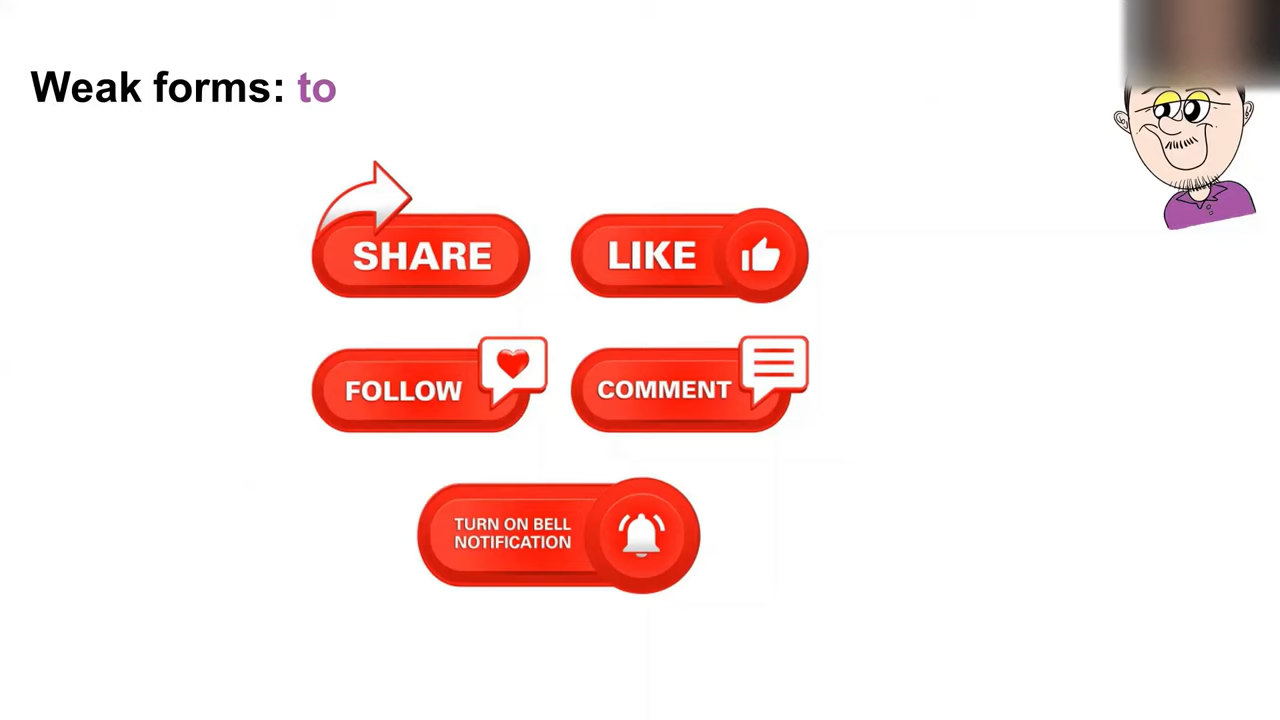 Weak forms: to
SHARE
LIKE
FOLLOW
COMMENT
TURN ON BELL
NOTIFICATION